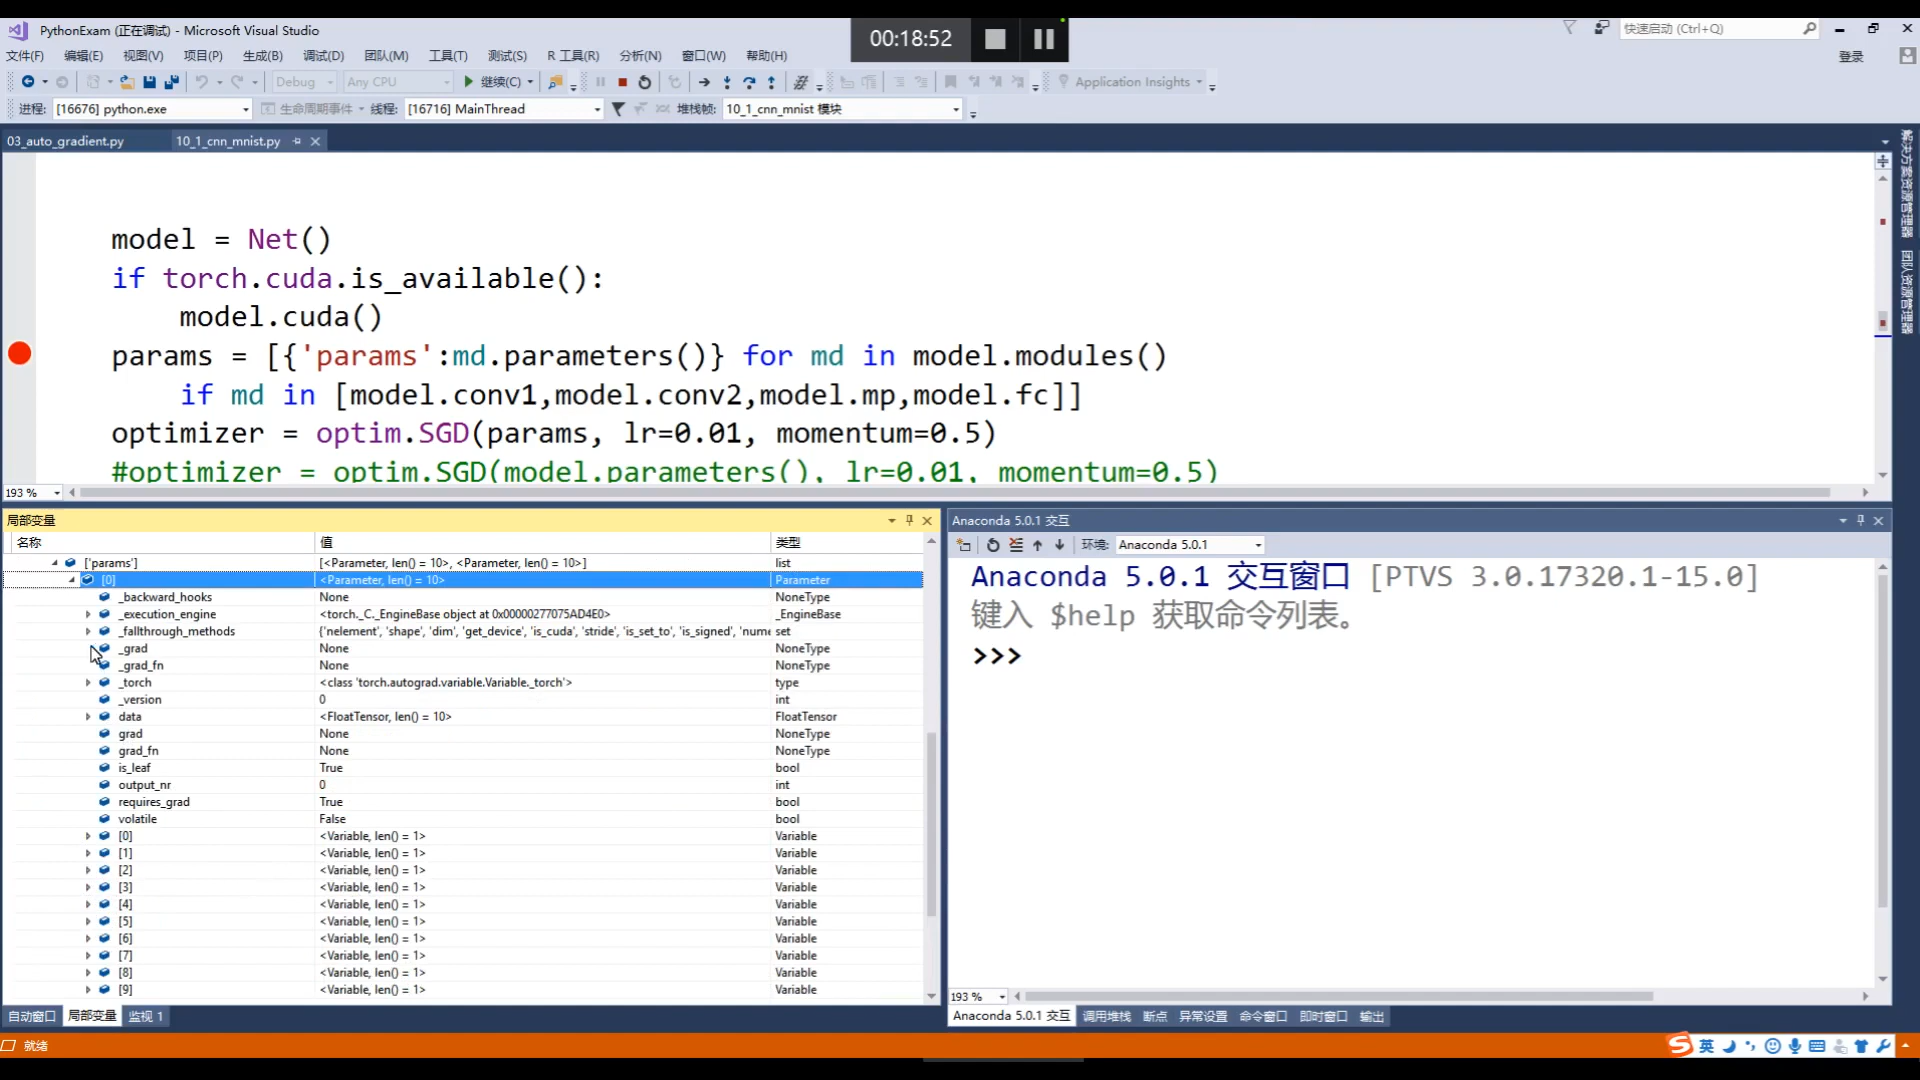 PythonExam (正在调试) - Microsoft Visual Studio
00:18:52
快速启动 (Ctrl+Q)
文件(F) 编辑(E) 视图(V) 项目(P) 生成(B) 调试(D) 团队(M) 工具(T) 测试(S) R 工具(R) 分析(N) 窗口(W) 帮助(H)
登录
Debug Any CPU 继续(C) Application Insights
进程: [16676] python.exe 生命周期事件 线程: [16716] MainThread 堆栈帧: 10_1_cnn_mnist 模块
03_auto_gradient.py 10_1_cnn_mnist.py
解决方案资源管理器
团队资源管理器
model = Net()
if torch.cuda.is_available():
model.cuda()
params = [{'params':md.parameters()} for md in model.modules()
if md in [model.conv1,model.conv2,model.mp,model.fc]]
optimizer = optim.SGD(params, lr=0.01, momentum=0.5)
#optimizer = optim.SGD(model.parameters(), lr=0.01, momentum=0.5)
193 %
局部变量
名称 值 类型
['params'] [<Parameter, len() = 10>, <Parameter, len() = 10>] list
[0] <Parameter, len() = 10> Parameter
_backward_hooks None NoneType
_execution_engine <torch._C._EngineBase object at 0x00000277075AD4E0> _EngineBase
_fallthrough_methods {'nelement', 'shape', 'dim', 'get_device', 'is_cuda', 'stride', 'is_set_to', 'is_signed', 'nume set
_grad None NoneType
_grad_fn None NoneType
_torch <class 'torch.autograd.variable.Variable._torch'> type
_version 0 int
data <FloatTensor, len() = 10> FloatTensor
grad None NoneType
grad_fn None NoneType
is_leaf True bool
output_nr 0 int
requires_grad True bool
volatile False bool
[0] <Variable, len() = 1> Variable
[1] <Variable, len() = 1> Variable
[2] <Variable, len() = 1> Variable
[3] <Variable, len() = 1> Variable
[4] <Variable, len() = 1> Variable
[5] <Variable, len() = 1> Variable
[6] <Variable, len() = 1> Variable
[7] <Variable, len() = 1> Variable
[8] <Variable, len() = 1> Variable
[9] <Variable, len() = 1> Variable
自动窗口 局部变量 监视 1
Anaconda 5.0.1 交互
环境: Anaconda 5.0.1
Anaconda 5.0.1 交互窗口 [PTVS 3.0.17320.1-15.0]
键入 $help 获取命令列表。
>>>
193 %
Anaconda 5.0.1 交互 调用堆栈 断点 异常设置 命令窗口 即时窗口 输出
就绪
英